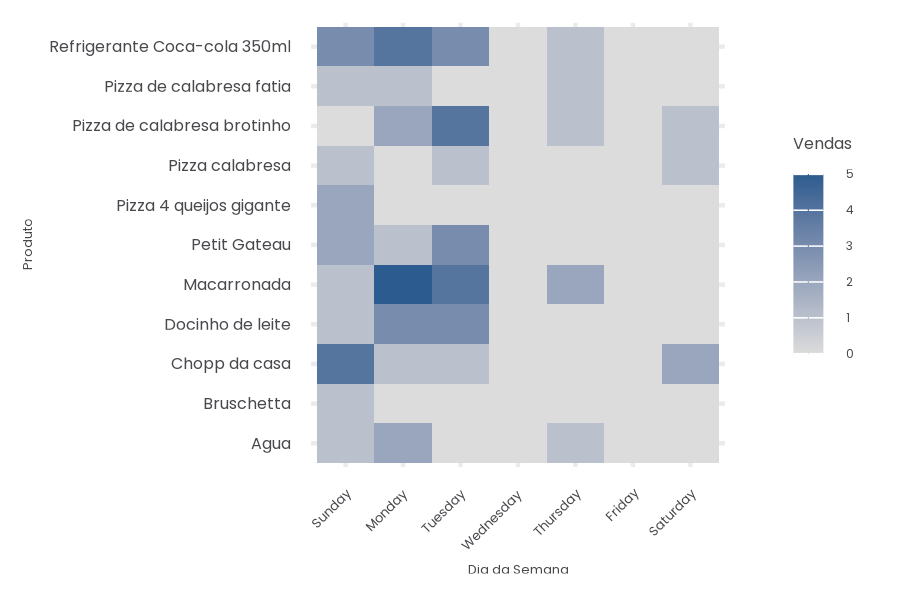 Refrigerante Coca-cola 350ml
Pizza de calabresa fatia
Pizza de calabresa brotinho
Pizza calabresa
Pizza 4 queijos gigante
Petit Gateau
Macarronada
Docinho de leite
Chopp da casa
Bruschetta
Agua
Produto
Sunday
Monday
Tuesday
Wednesday
Thursday
Friday
Saturday
Dia da Semana
Vendas
5
4
3
2
1
0